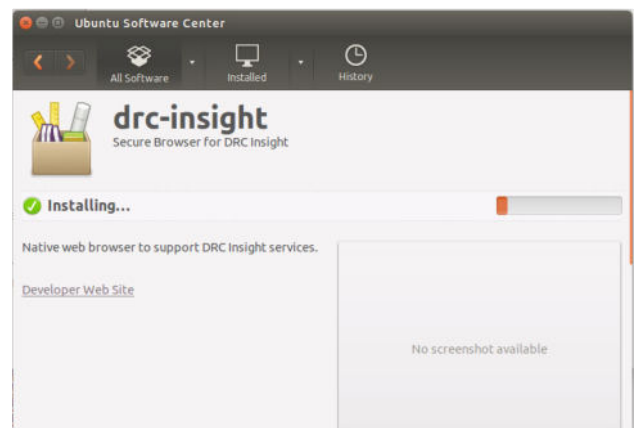 Ubuntu Software Center
All Software
Installed
History
drc-insight
Secure Browser for DRC Insight
Installing...
Native web browser to support DRC Insight services.
Developer Web Site
No screenshot available